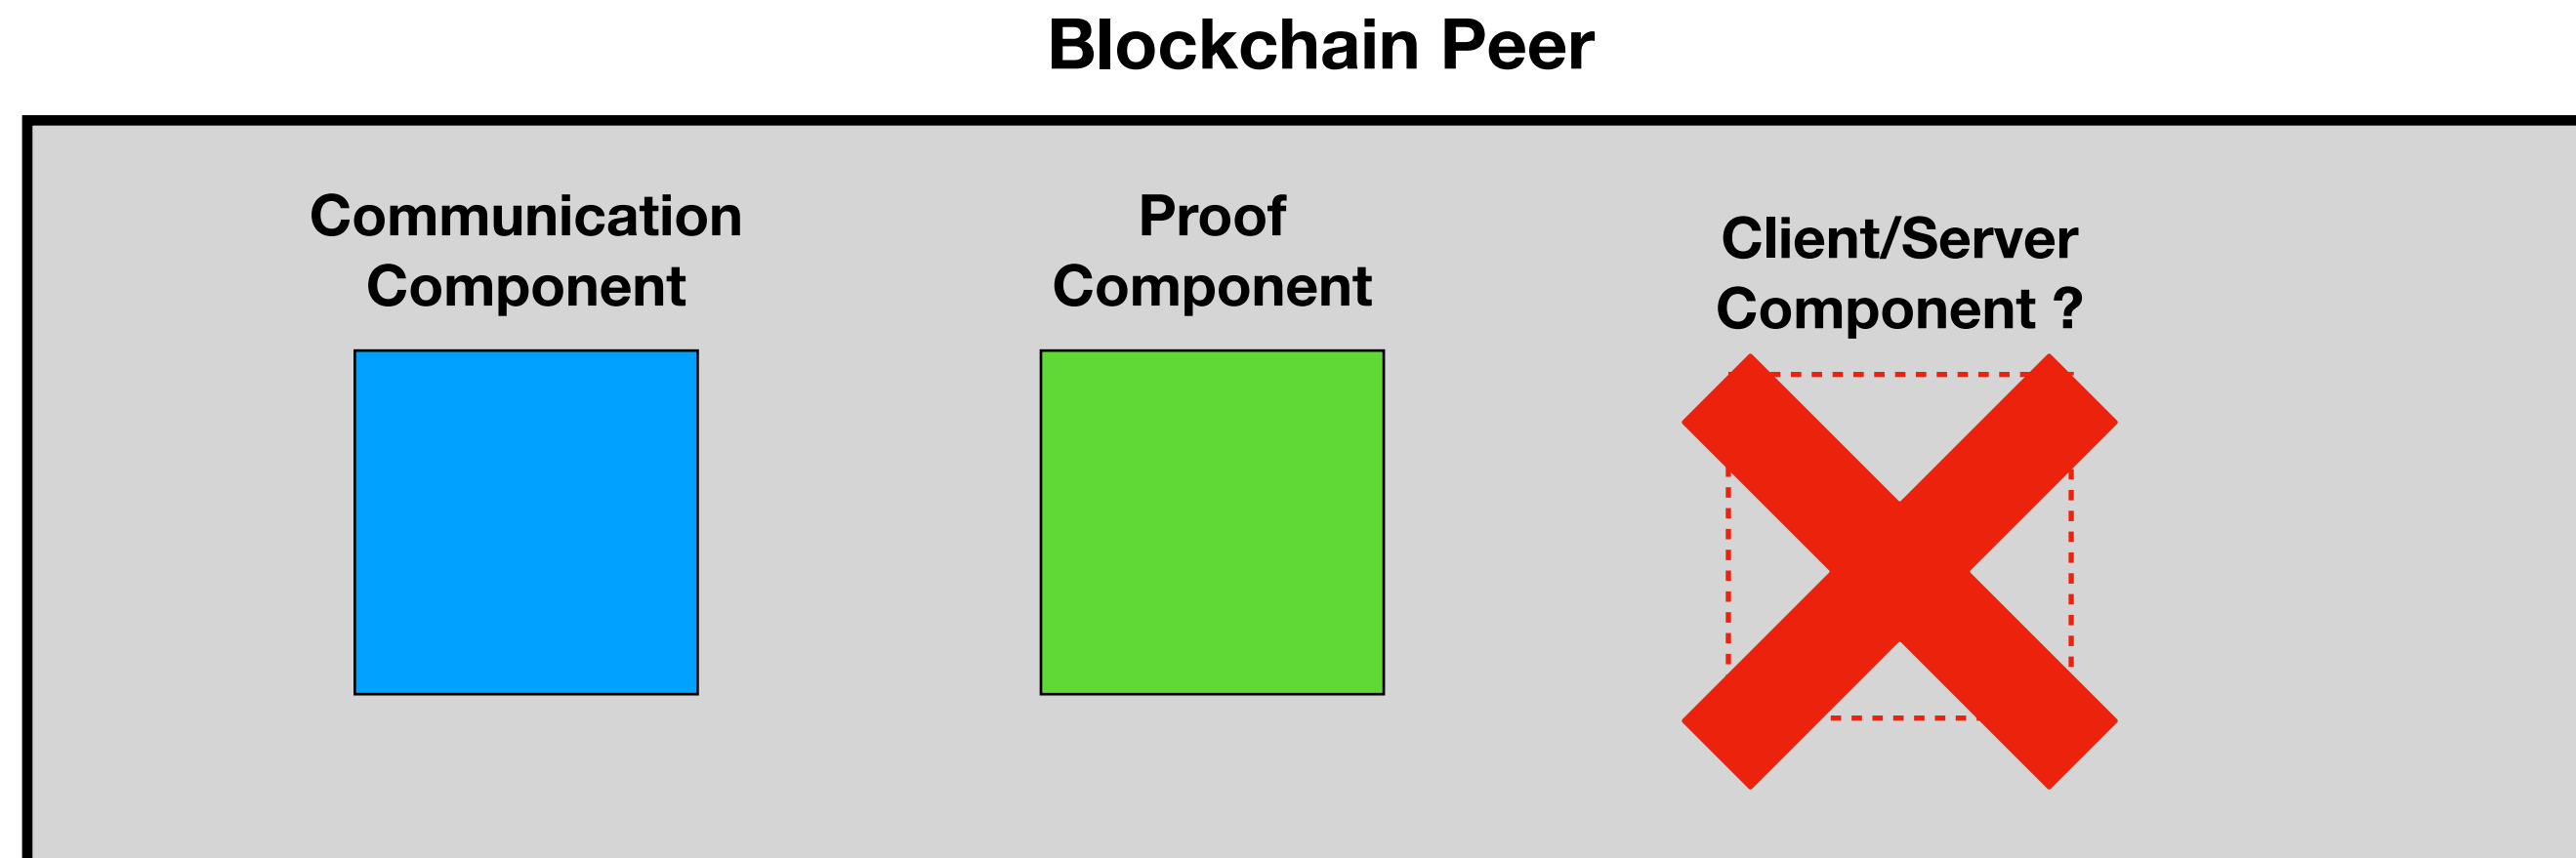 Blockchain Peer
Communication
Component
Proof
Component
Client/Server
Component ?